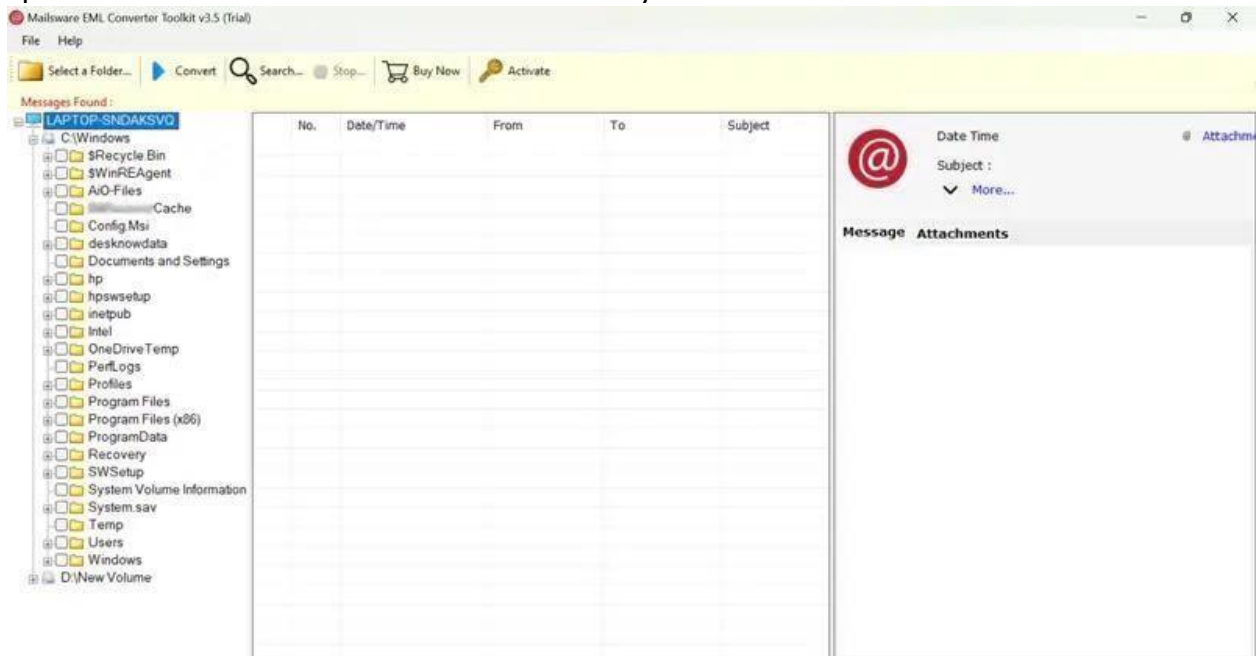 Mailsware EML Converter Toolkit v3.5 (Trial)
File Help
Select a Folder... Convert Search... Stop... Buy Now Activate
Messages Found :
LAPTOP-SNDAKSVQ
C:\Windows
$Recycle.Bin
$WinREAgent
AiO-Files
Cache
Config.Msi
desknowdata
Documents and Settings
hp
hpswsetup
inetpub
Intel
OneDriveTemp
PerfLogs
Profiles
Program Files
Program Files (x86)
ProgramData
Recovery
SWSetup
System Volume Information
System.sav
Temp
Users
Windows
D:\New Volume
No. Date/Time From To Subject
Date Time Attachme
Subject :
More...
Message Attachments